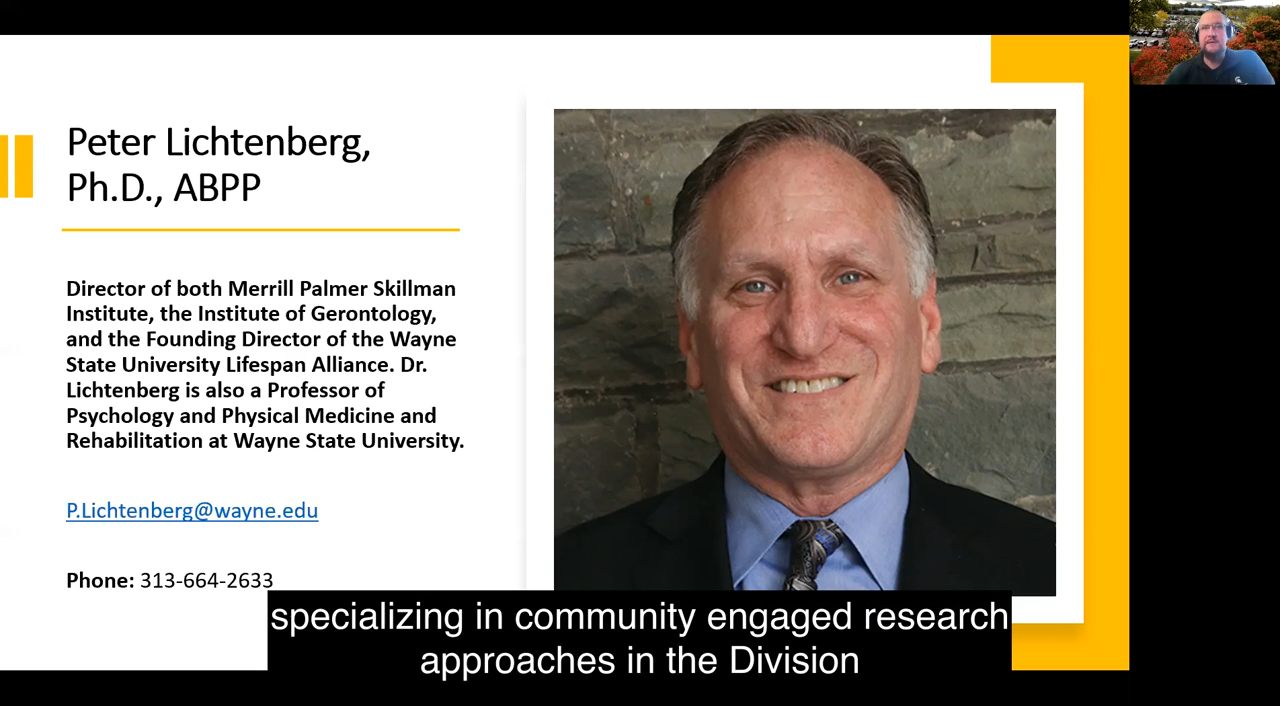 Peter Lichtenberg,
Ph.D., ABPP
Director of both Merrill Palmer Skillman
Institute, the Institute of Gerontology,
and the Founding Director of the Wayne
State University Lifespan Alliance. Dr.
Lichtenberg is also a Professor of
Psychology and Physical Medicine and
Rehabilitation at Wayne State University.
P.Lichtenberg@wayne.edu
Phone: 313-664-2633
specializing in community engaged research
approaches in the Division